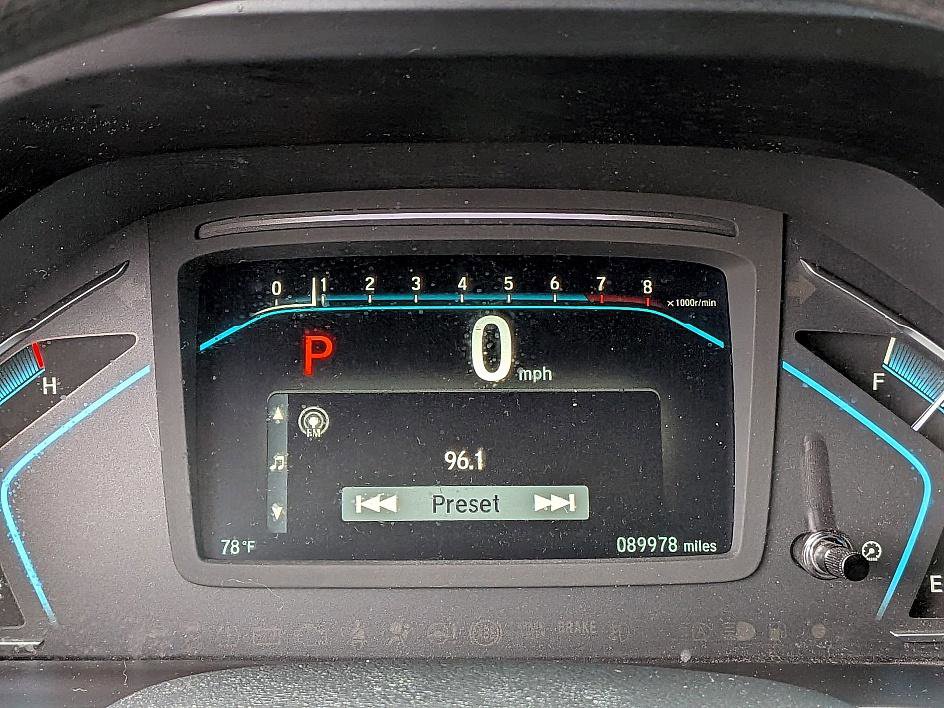 0 1 2 3 4 5 6 7 8
×1000r/min
P 0 mph
H
F
FM
96.1
Preset
78°F
089978 miles
E
BRAKE